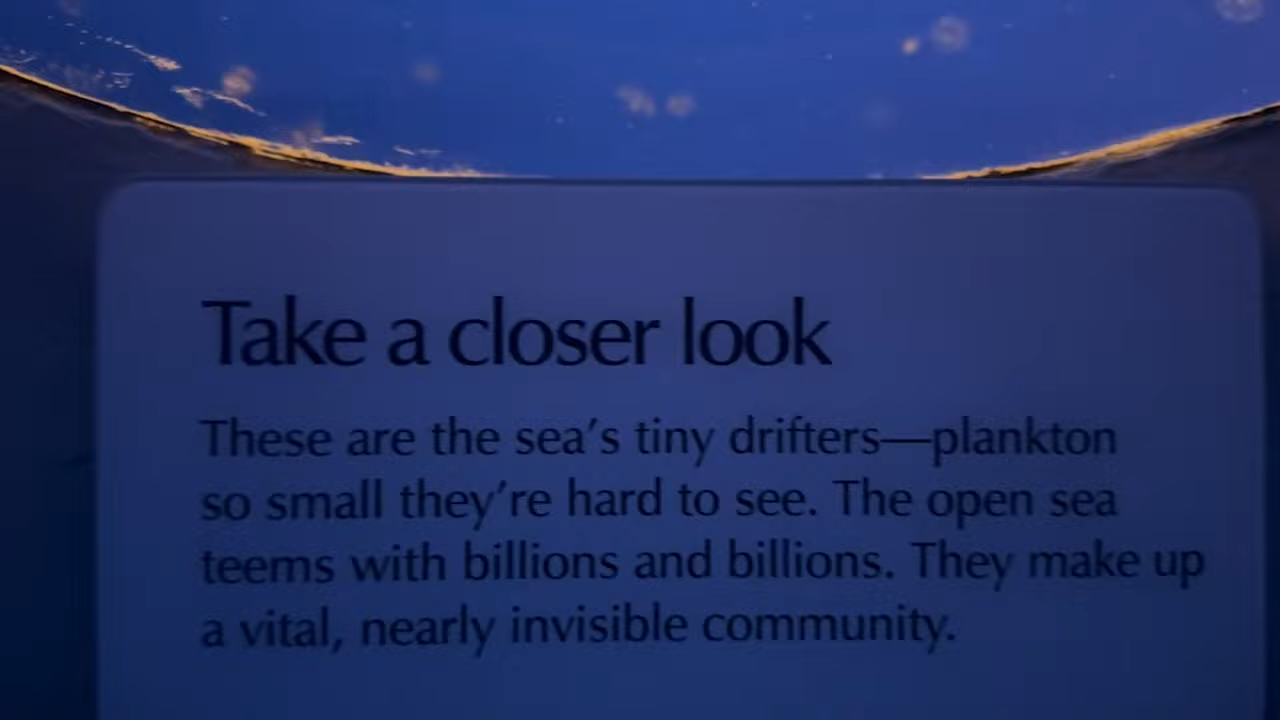 Take a closer look
These are the sea’s tiny drifters—plankton
so small they’re hard to see. The open sea
teems with billions and billions. They make up
a vital, nearly invisible community.